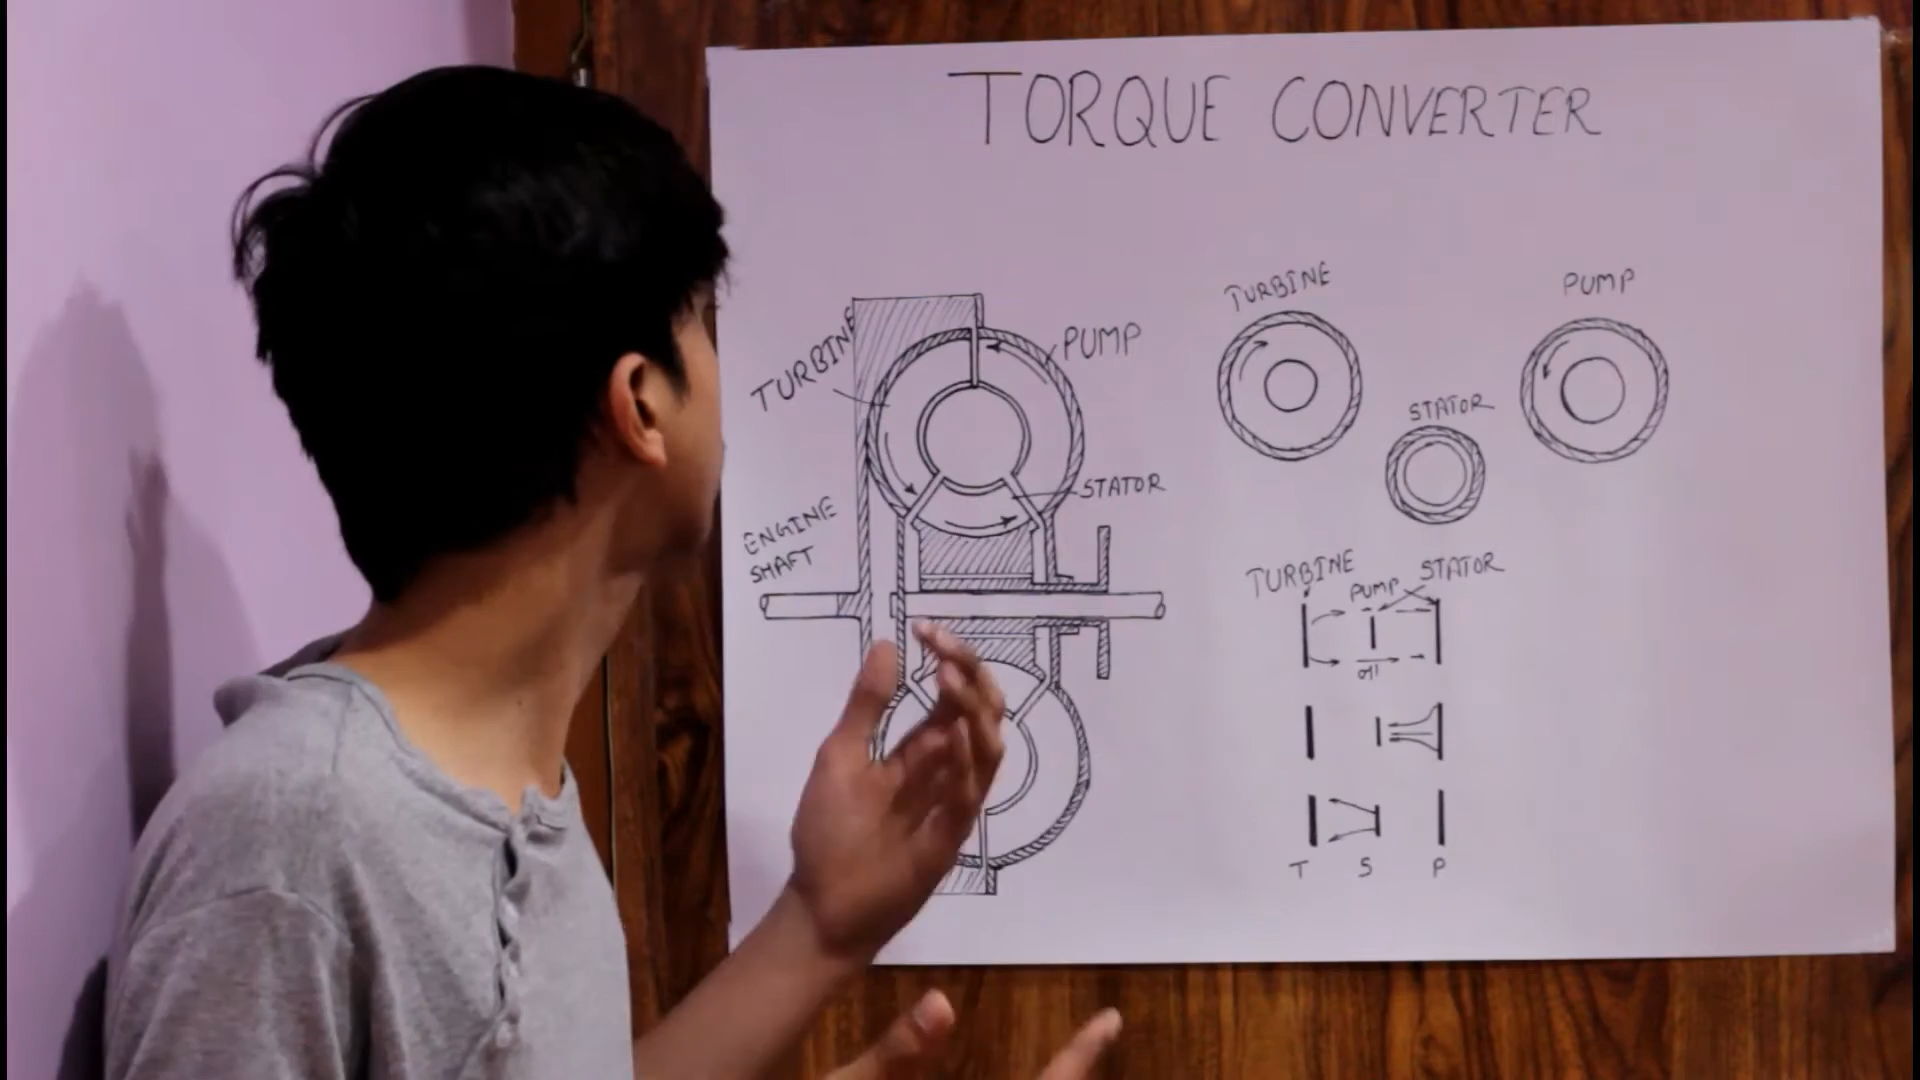 TORQUE CONVERTER
TURBINE
PUMP
STATOR
ENGINE
SHAFT
TURBINE
PUMP
STATOR
TURBINE
PUMP
STATOR
T S P